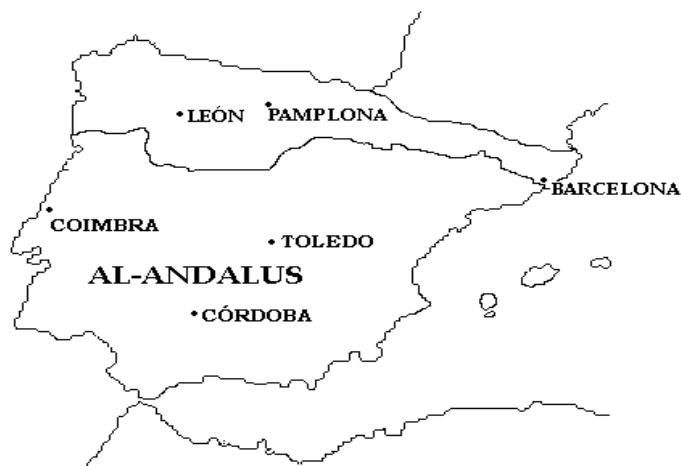 LEÓN
PAMPLONA
BARCELONA
COIMBRA
TOLEDO
AL-ANDALUS
CÓRDOBA